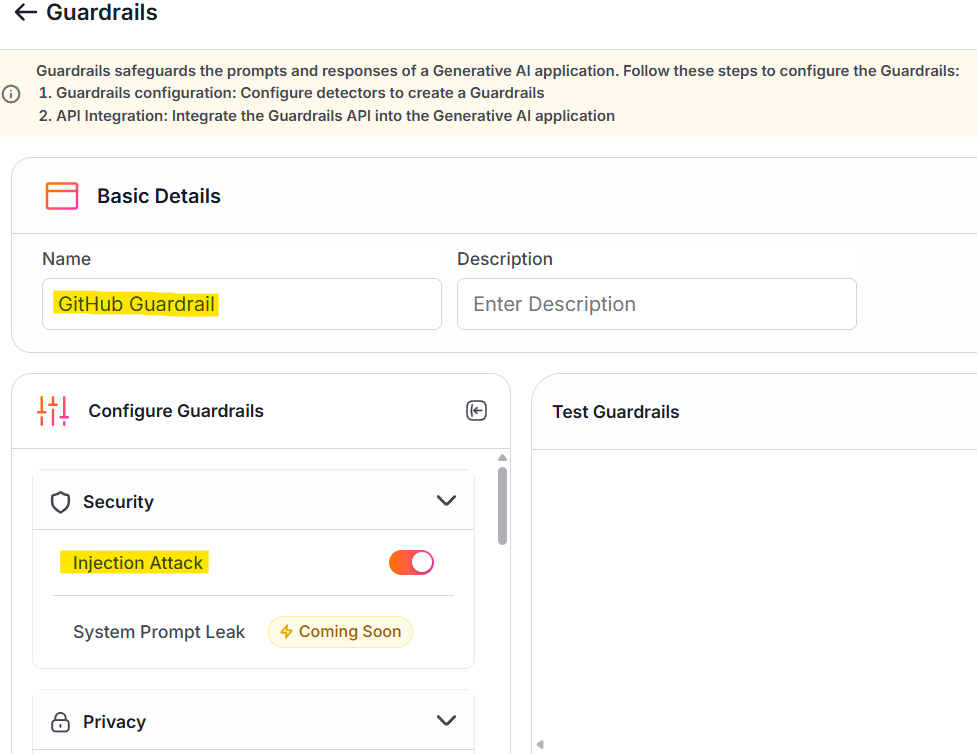 Guardrails
Guardrails safeguards the prompts and responses of a Generative AI application. Follow these steps to configure the Guardrails:
1. Guardrails configuration: Configure detectors to create a Guardrails
2. API Integration: Integrate the Guardrails API into the Generative AI application
Basic Details
Name
Description
GitHub Guardrail
Enter Description
Configure Guardrails
Test Guardrails
Security
Injection Attack
System Prompt Leak
Coming Soon
Privacy